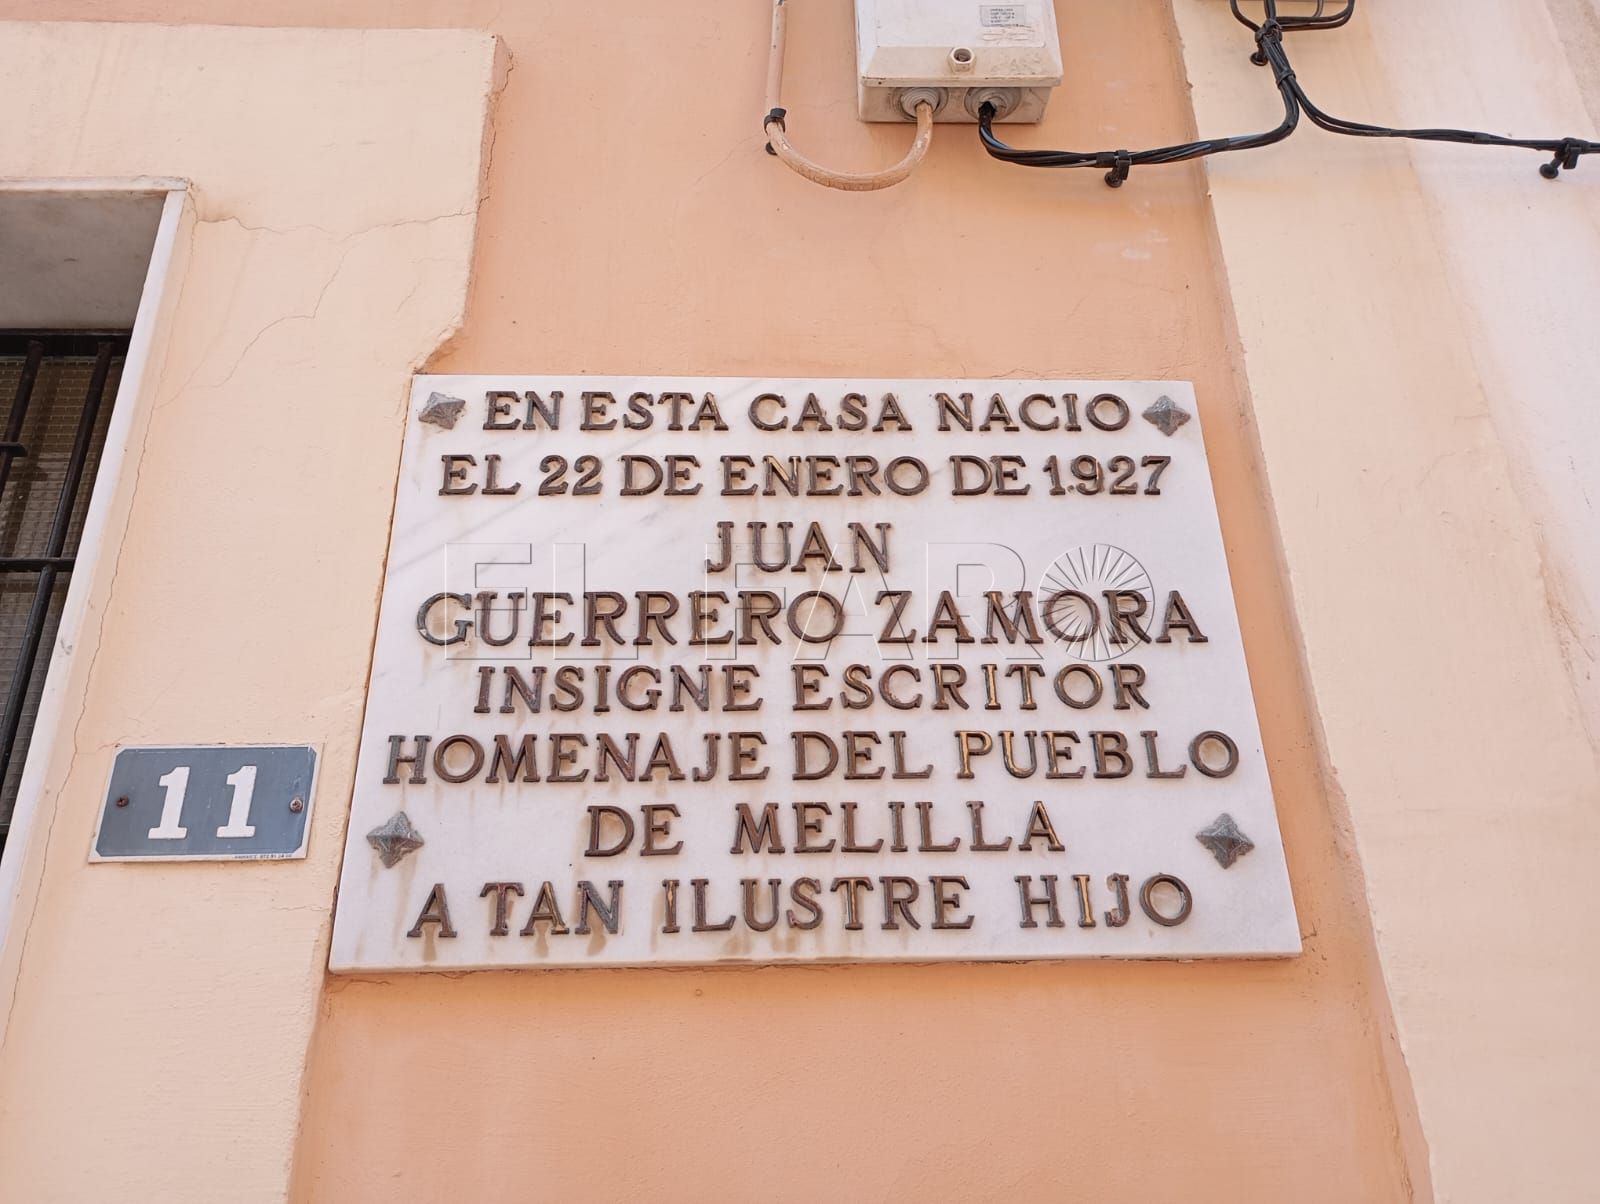 EN ESTA CASA NACIO
EL 22 DE ENERO DE 1.927
JUAN
GUERRERO ZAMORA
INSIGNE ESCRITOR
HOMENAJE DEL PUEBLO
DE MELILLA
A TAN ILUSTRE HIJO
EL FARO
11